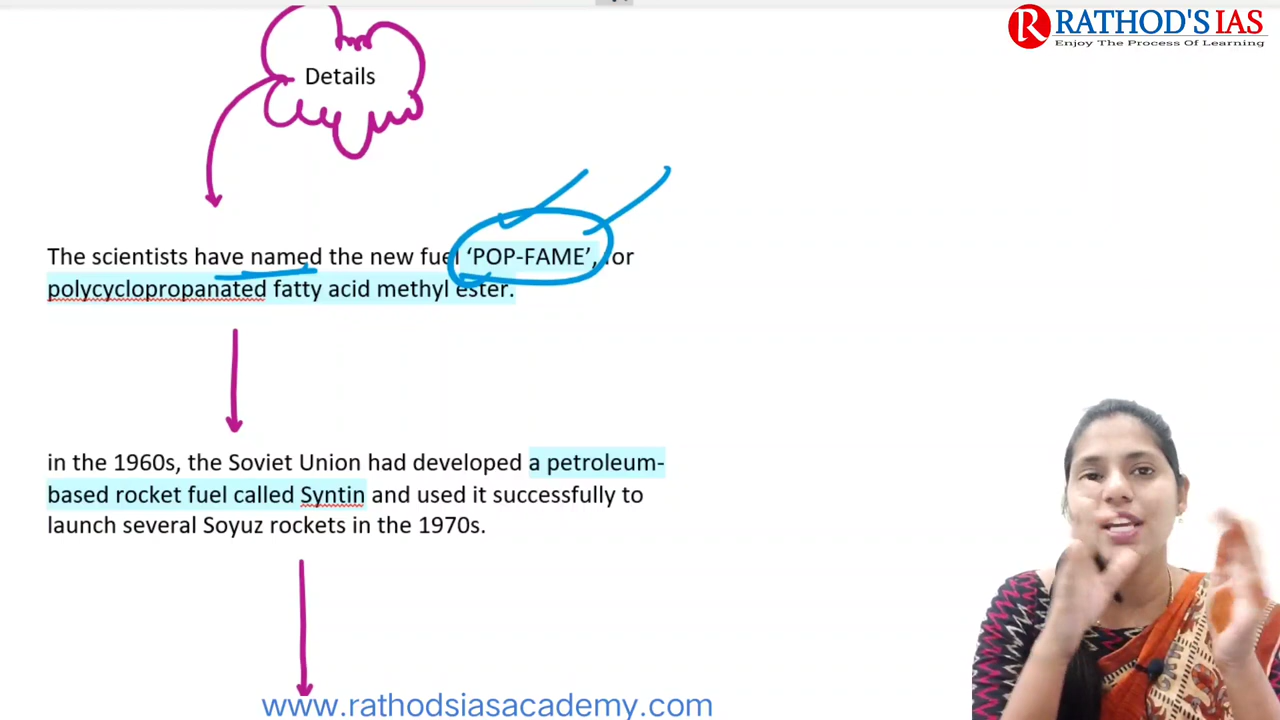 RATHOD'S IAS
Enjoy The Process Of Learning
Details
The scientists have named the new fuel ‘POP-FAME’, for
polycyclopropanated fatty acid methyl ester.
in the 1960s, the Soviet Union had developed a petroleum-
based rocket fuel called Syntin and used it successfully to
launch several Soyuz rockets in the 1970s.
www.rathodsiasacademy.com